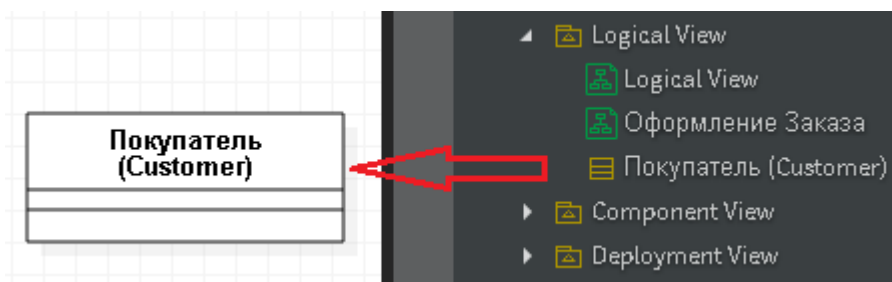 Покупатель
(Customer)
Logical View
Logical View
Оформление Заказа
Покупатель (Customer)
Component View
Deployment View